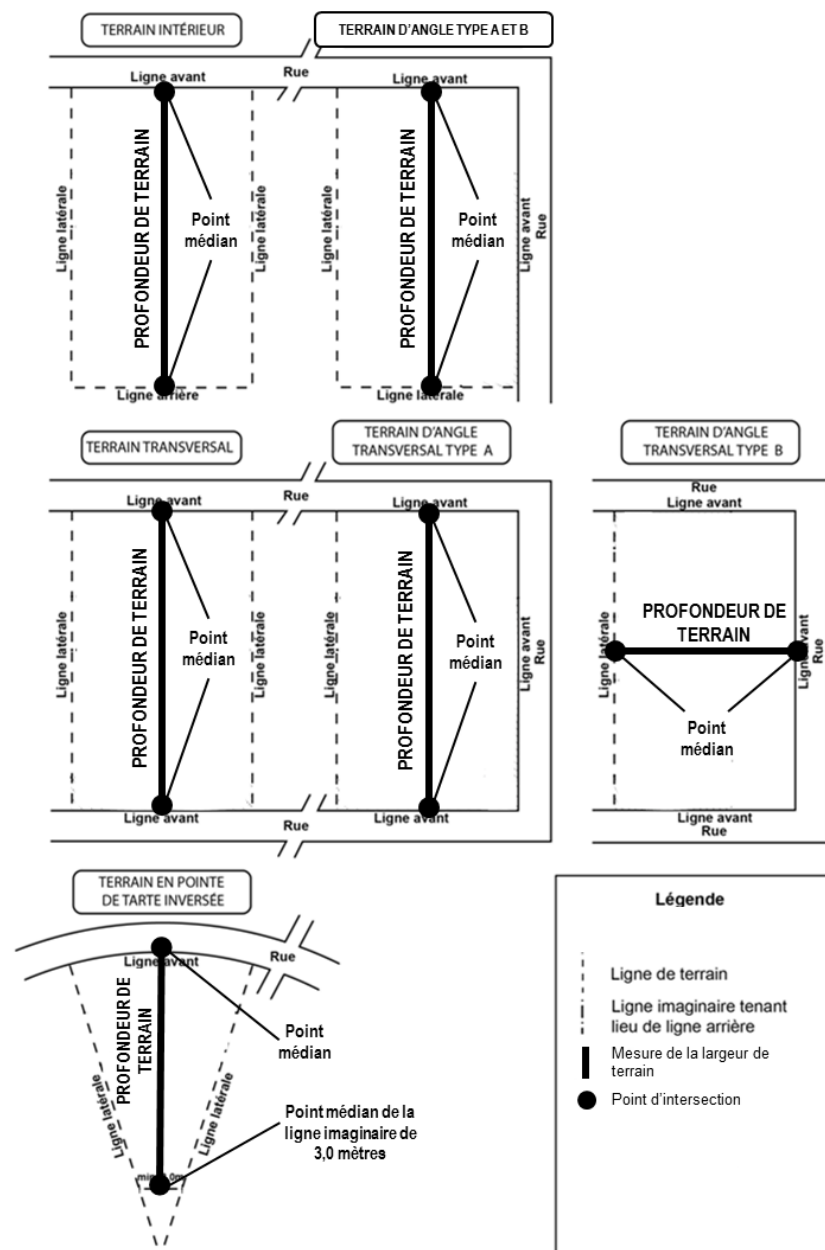 TERRAIN INTÉRIEUR
TERRAIN D'ANGLE TYPE A ET B
Ligne avant
Rue
Ligne avant
Ligne latérale
PROFONDEUR DE TERRAIN
Point
médian
Ligne latérale
Ligne latérale
PROFONDEUR DE TERRAIN
Point
médian
Ligne avant
Rue
Ligne arrière
Ligne latérale
TERRAIN TRANSVERSAL
TERRAIN D'ANGLE
TRANSVERSAL TYPE A
TERRAIN D'ANGLE
TRANSVERSAL TYPE B
Ligne avant
Rue
Ligne avant
Rue
Ligne avant
Ligne latérale
PROFONDEUR DE TERRAIN
Point
médian
Ligne latérale
Ligne latérale
PROFONDEUR DE TERRAIN
Point
médian
Ligne avant
Rue
Ligne latérale
PROFONDEUR DE
TERRAIN
Point
médian
Ligne avant
Rue
Ligne avant
Rue
Ligne avant
Ligne avant
Rue
TERRAIN EN POINTE
DE TARTE INVERSÉE
Ligne avant
Rue
PROFONDEUR DE
TERRAIN
Point
médian
Ligne latérale
Ligne latérale
Point médian de la
ligne imaginaire de
3,0 mètres
Légende
Ligne de terrain
Ligne imaginaire tenant
lieu de ligne arrière
Mesure de la largeur de
terrain
Point d'intersection